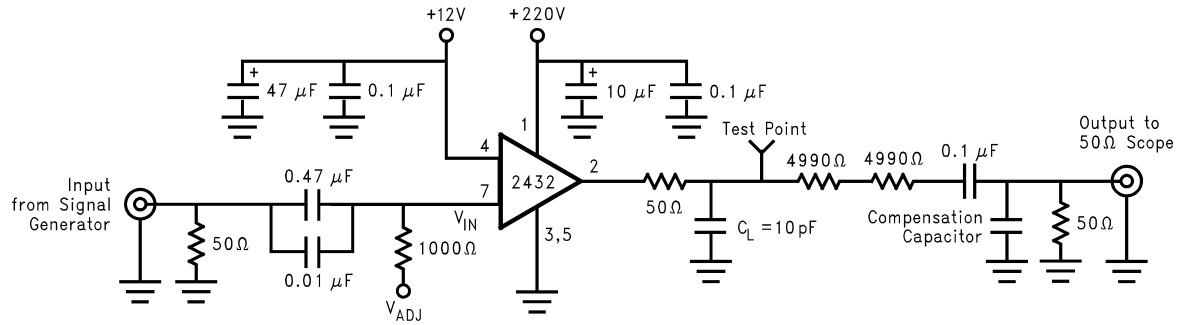 +12V
+220V
+
47 μF
0.1 μF
+
10 μF
0.1 μF
1
4
2
7
2432
3,5
V_IN
Input
from Signal
Generator
50Ω
0.47 μF
0.01 μF
1000Ω
V_ADJ
50Ω
C_L = 10pF
Test Point
4990Ω
4990Ω
0.1 μF
Compensation
Capacitor
50Ω
Output to
50Ω Scope